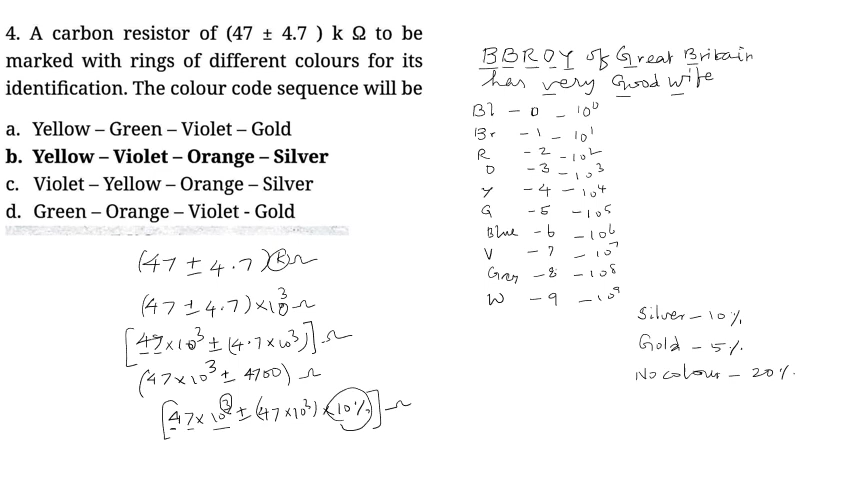 4. A carbon resistor of (47 ± 4.7 ) k Ω to be
marked with rings of different colours for its
identification. The colour code sequence will be
a. Yellow – Green – Violet – Gold
b. Yellow – Violet – Orange – Silver
c. Violet – Yellow – Orange – Silver
d. Green – Orange – Violet - Gold
(47 ± 4.7) k Ω
(47 ± 4.7) × 10³ Ω
[47 × 10³ ± (4.7 × 10³)] Ω
(47 × 10³ ± 4700) Ω
[47 × 10³ ± (47 × 10³) × 10%] Ω
BBROY of Great Britain
has very Good wife
Bl – 0 – 10⁰
Br – 1 – 10¹
R – 2 – 10²
O – 3 – 10³
Y – 4 – 10⁴
G – 5 – 10⁵
Blue – 6 – 10⁶
V – 7 – 10⁷
Grey – 8 – 10⁸
W – 9 – 10⁹
Silver – 10%
Gold – 5%
No colour – 20%.